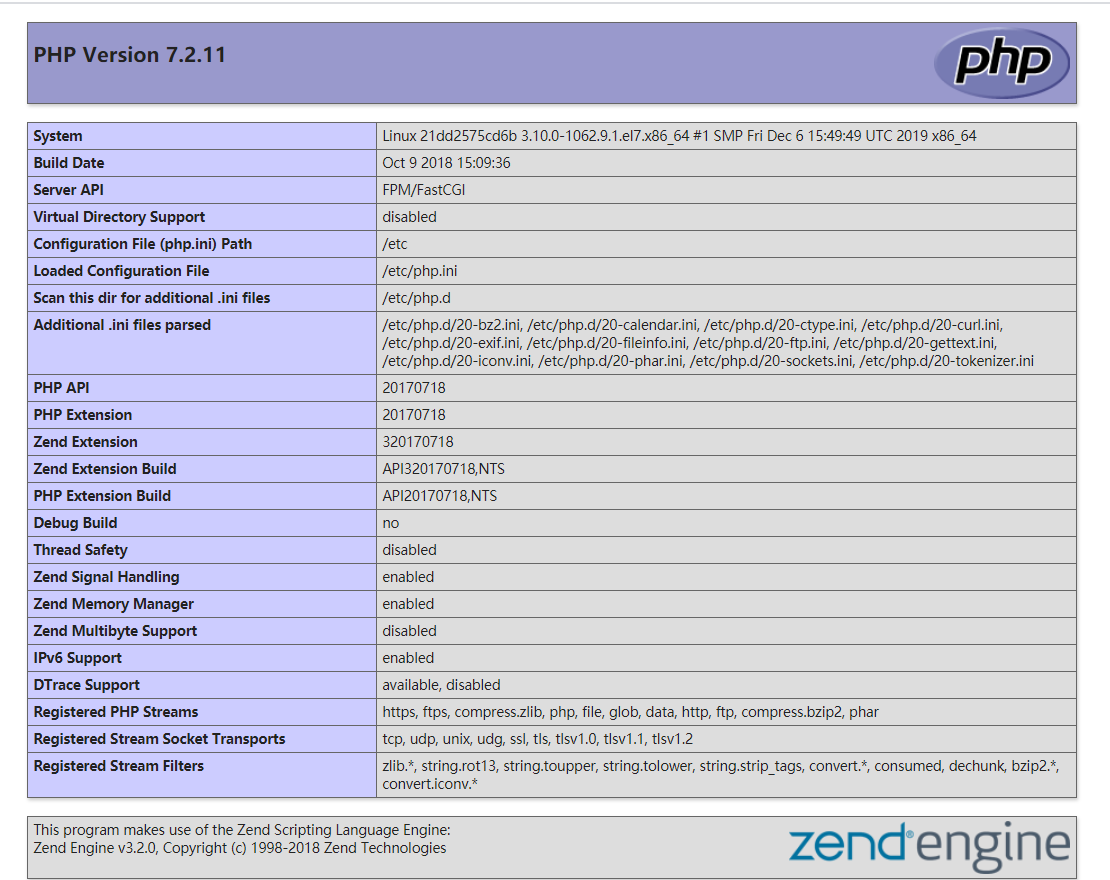 PHP Version 7.2.11
php
System Linux 21dd2575cd6b 3.10.0-1062.9.1.el7.x86_64 #1 SMP Fri Dec 6 15:49:49 UTC 2019 x86_64
Build Date Oct 9 2018 15:09:36
Server API FPM/FastCGI
Virtual Directory Support disabled
Configuration File (php.ini) Path /etc
Loaded Configuration File /etc/php.ini
Scan this dir for additional .ini files /etc/php.d
Additional .ini files parsed /etc/php.d/20-bz2.ini, /etc/php.d/20-calendar.ini, /etc/php.d/20-ctype.ini, /etc/php.d/20-curl.ini,
/etc/php.d/20-exif.ini, /etc/php.d/20-fileinfo.ini, /etc/php.d/20-ftp.ini, /etc/php.d/20-gettext.ini,
/etc/php.d/20-iconv.ini, /etc/php.d/20-phar.ini, /etc/php.d/20-sockets.ini, /etc/php.d/20-tokenizer.ini
PHP API 20170718
PHP Extension 20170718
Zend Extension 320170718
Zend Extension Build API320170718,NTS
PHP Extension Build API20170718,NTS
Debug Build no
Thread Safety disabled
Zend Signal Handling enabled
Zend Memory Manager enabled
Zend Multibyte Support disabled
IPv6 Support enabled
DTrace Support available, disabled
Registered PHP Streams https, ftps, compress.zlib, php, file, glob, data, http, ftp, compress.bzip2, phar
Registered Stream Socket Transports tcp, udp, unix, udg, ssl, tls, tlsv1.0, tlsv1.1, tlsv1.2
Registered Stream Filters zlib.*, string.rot13, string.toupper, string.tolower, string.strip_tags, convert.*, consumed, dechunk, bzip2.*,
convert.iconv.*
This program makes use of the Zend Scripting Language Engine:
Zend Engine v3.2.0, Copyright (c) 1998-2018 Zend Technologies
zend® engine